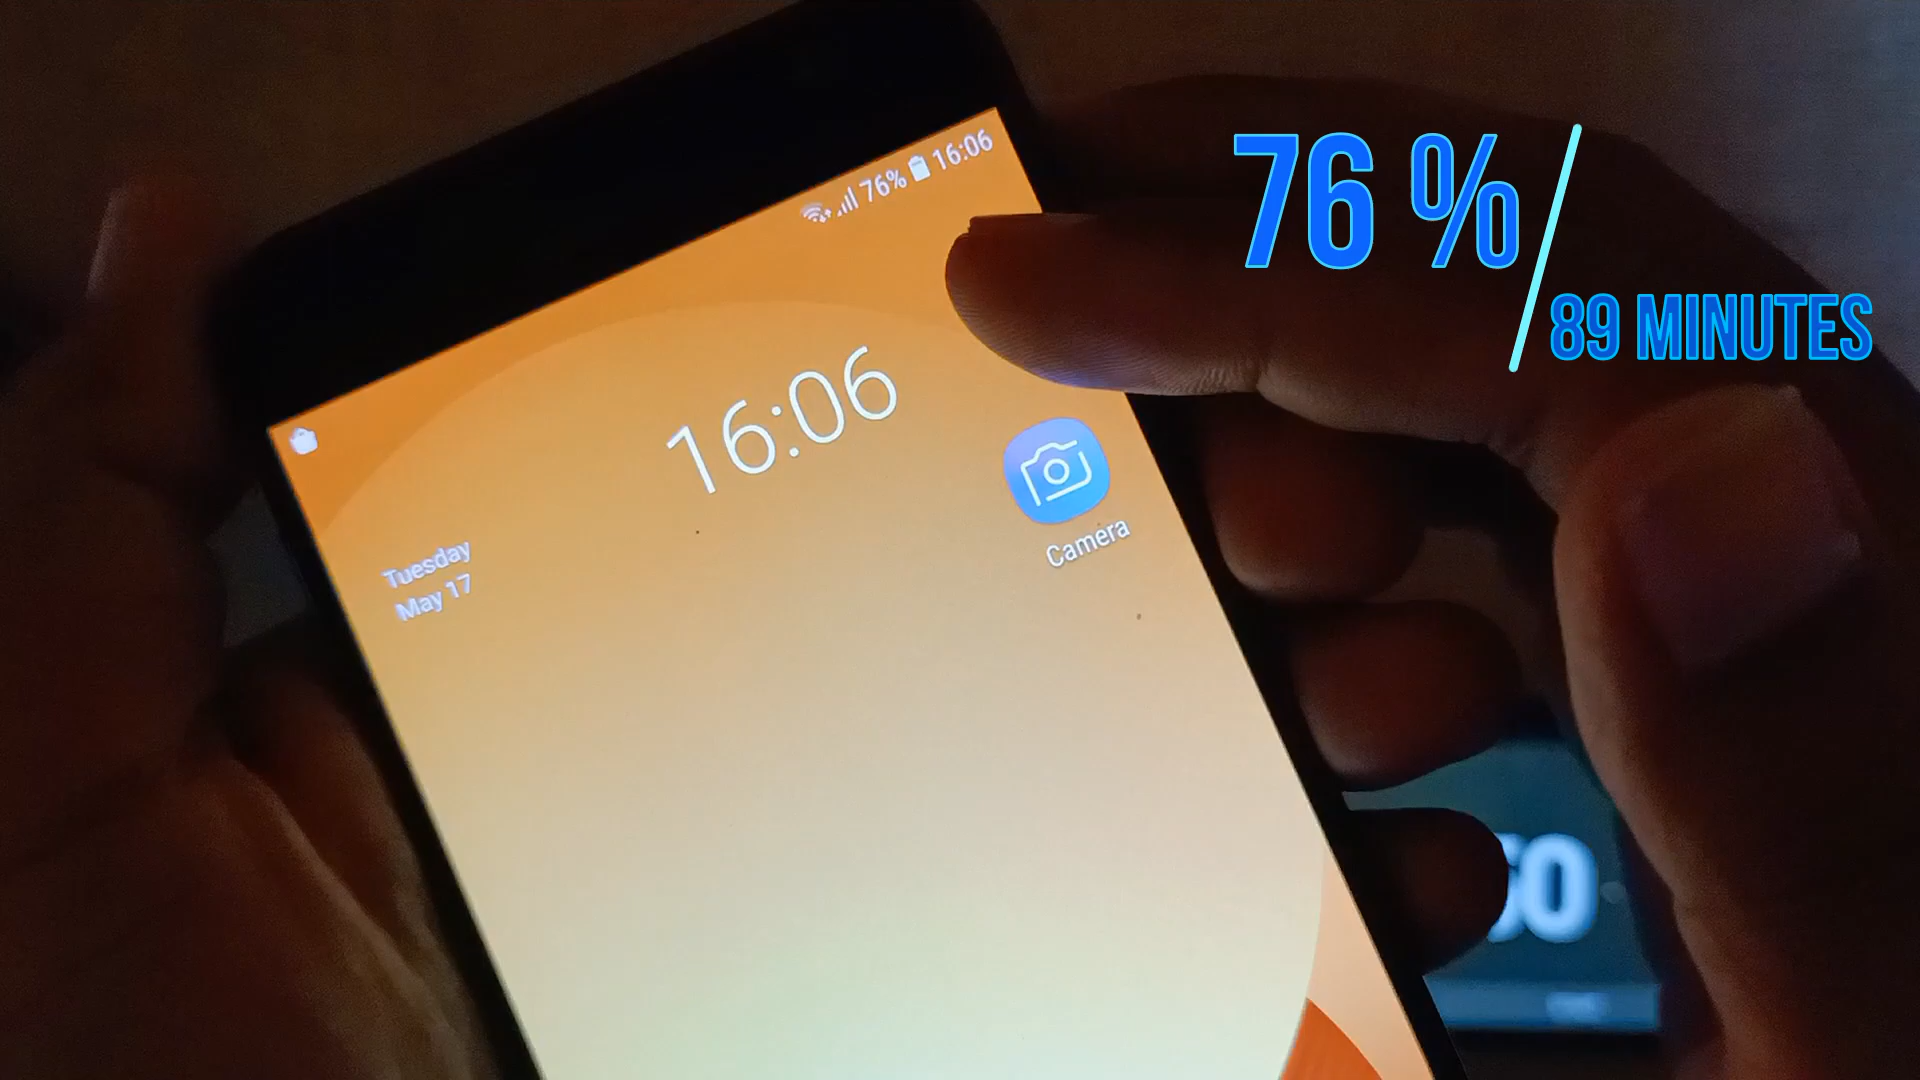 76% 16:06
16:06
Tuesday
May 17
Camera
76 %
89 MINUTES